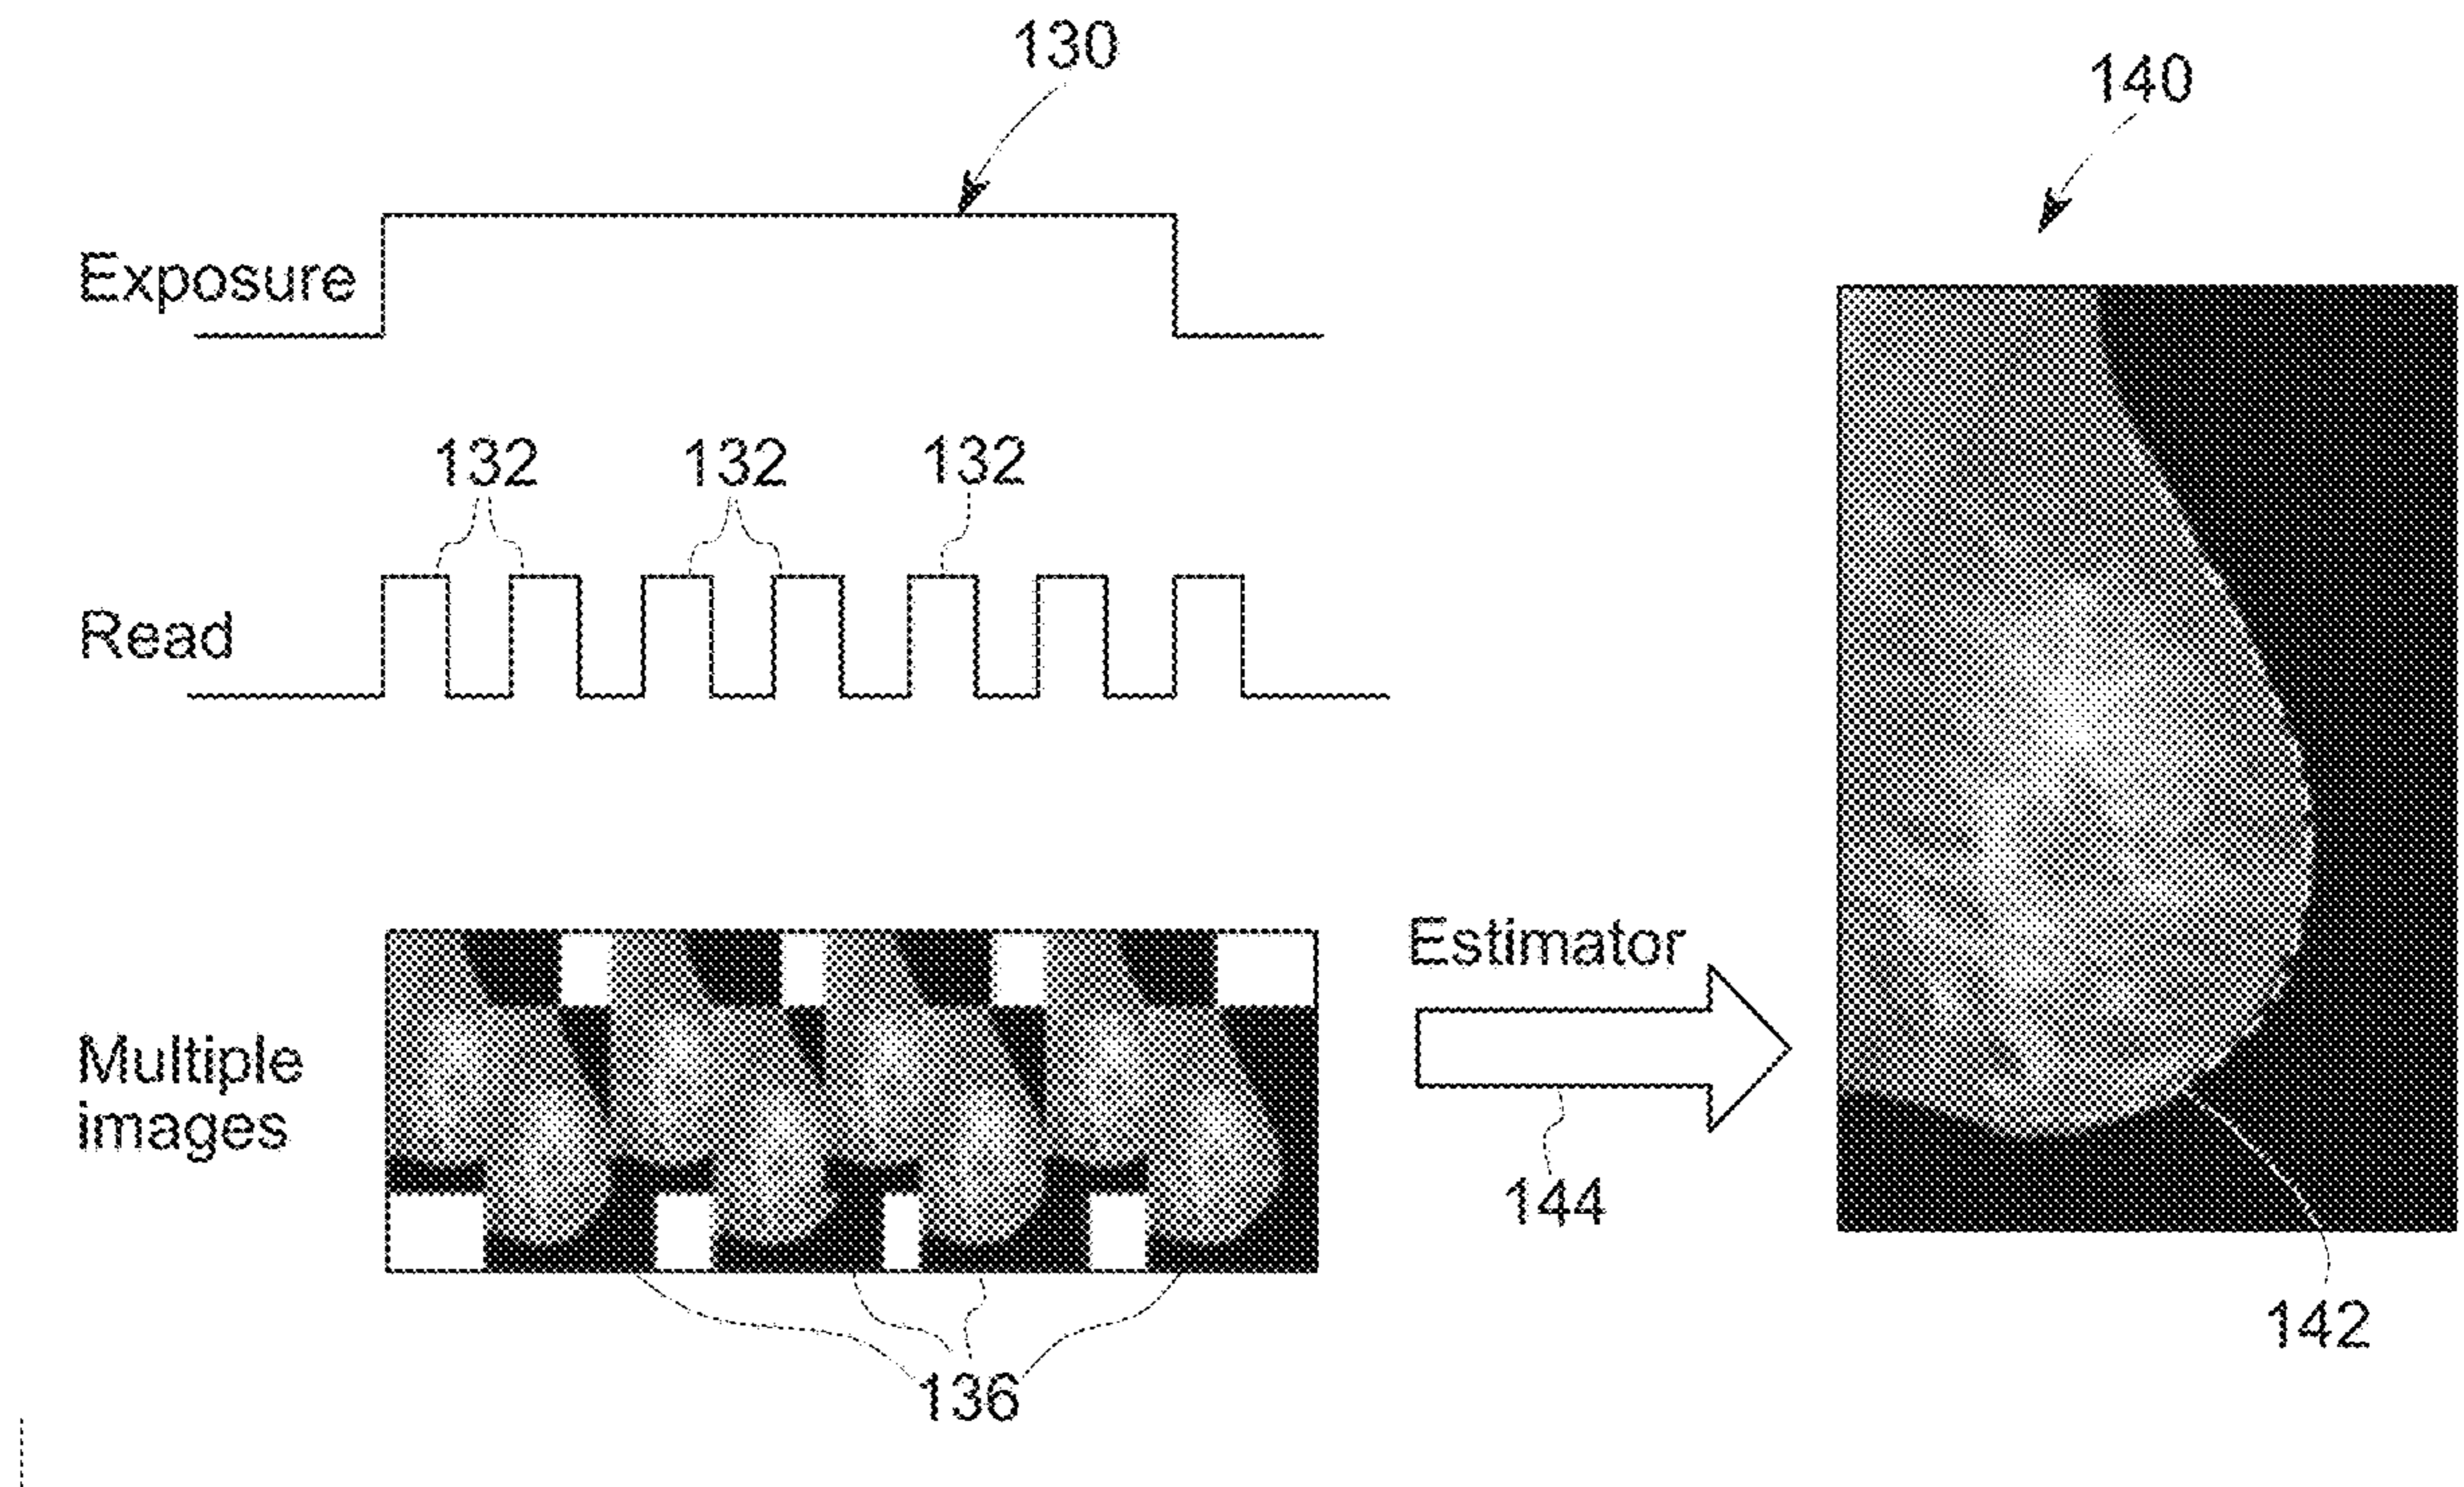 130
140
Exposure
132 132 132
Read
Estimator
Multiple
images
144
142
136